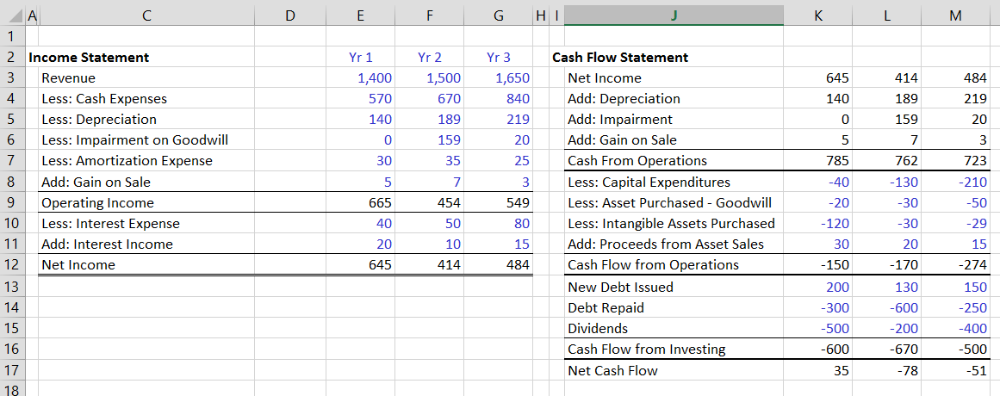 A C D E F G H I J K L M
1
2 Income Statement Yr 1 Yr 2 Yr 3 Cash Flow Statement
3 Revenue 1,400 1,500 1,650 Net Income 645 414 484
4 Less: Cash Expenses 570 670 840 Add: Depreciation 140 189 219
5 Less: Depreciation 140 189 219 Add: Impairment 0 159 20
6 Less: Impairment on Goodwill 0 159 20 Add: Gain on Sale 5 7 3
7 Less: Amortization Expense 30 35 25 Cash From Operations 785 762 723
8 Add: Gain on Sale 5 7 3 Less: Capital Expenditures -40 -130 -210
9 Operating Income 665 454 549 Less: Asset Purchased - Goodwill -20 -30 -50
10 Less: Interest Expense 40 50 80 Less: Intangible Assets Purchased -120 -30 -29
11 Add: Interest Income 20 10 15 Add: Proceeds from Asset Sales 30 20 15
12 Net Income 645 414 484 Cash Flow from Operations -150 -170 -274
13 New Debt Issued 200 130 150
14 Debt Repaid -300 -600 -250
15 Dividends -500 -200 -400
16 Cash Flow from Investing -600 -670 -500
17 Net Cash Flow 35 -78 -51
18